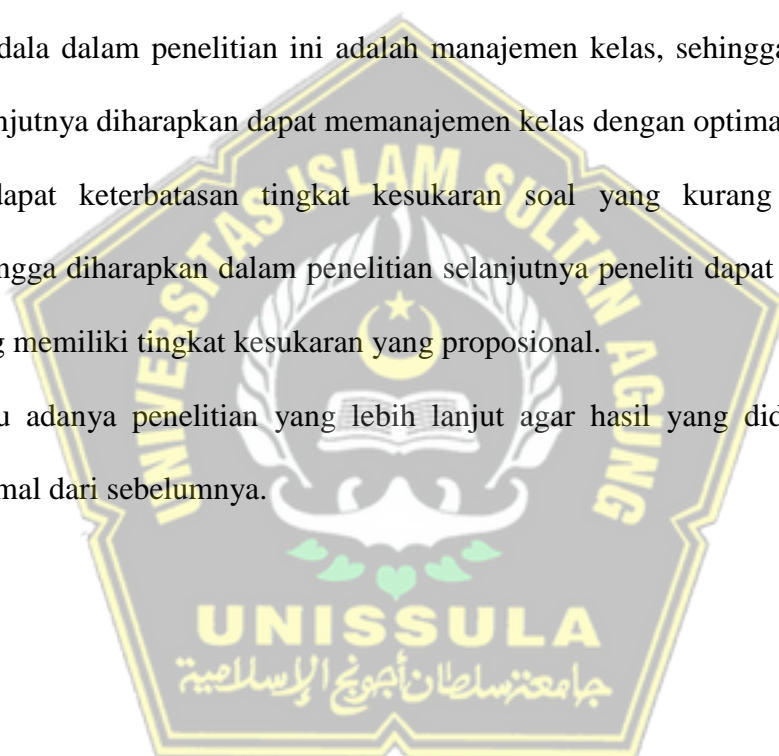 dala dalam penelitian ini adalah manajemen kelas, sehingga
njutnya diharapkan dapat memanajemen kelas dengan optima
dapat keterbatasan tingkat kesukaran soal yang kurang
ngga diharapkan dalam penelitian selanjutnya peneliti dapat
g memiliki tingkat kesukaran yang proposional.
u adanya penelitian yang lebih lanjut agar hasil yang did
mal dari sebelumnya.
UNIVERSITAS ISLAM SULTAN AGUNG
UNISSULA
جامعة سلطان أجونج الإسلامية